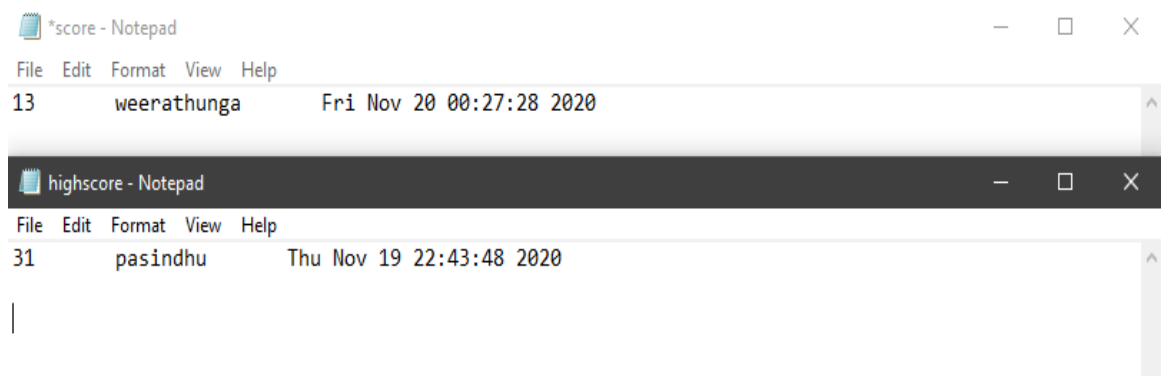 *score - Notepad
File Edit Format View Help
13 weerathunga Fri Nov 20 00:27:28 2020
highscore - Notepad
File Edit Format View Help
31 pasindhu Thu Nov 19 22:43:48 2020